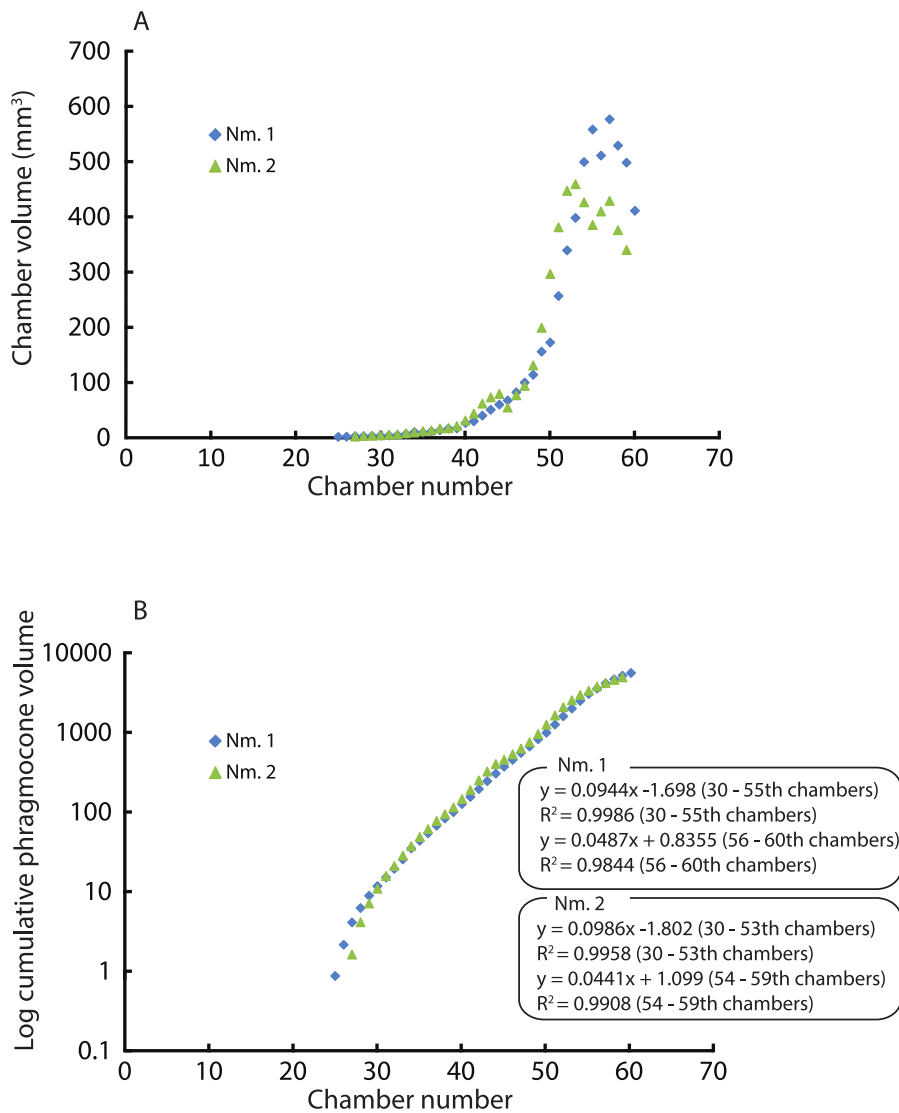 A
Chamber volume (mm³)
700
600
500
400
300
200
100
0
Nm. 1
Nm. 2
0 10 20 30 40 50 60 70
Chamber number
B
Log cumulative phragmocone volume
10000
1000
100
10
1
0.1
Nm. 1
Nm. 2
Nm. 1
y = 0.0944x -1.698 (30 - 55th chambers)
R² = 0.9986 (30 - 55th chambers)
y = 0.0487x + 0.8355 (56 - 60th chambers)
R² = 0.9844 (56 - 60th chambers)
Nm. 2
y = 0.0986x -1.802 (30 - 53th chambers)
R² = 0.9958 (30 - 53th chambers)
y = 0.0441x + 1.099 (54 - 59th chambers)
R² = 0.9908 (54 - 59th chambers)
0 10 20 30 40 50 60 70
Chamber number